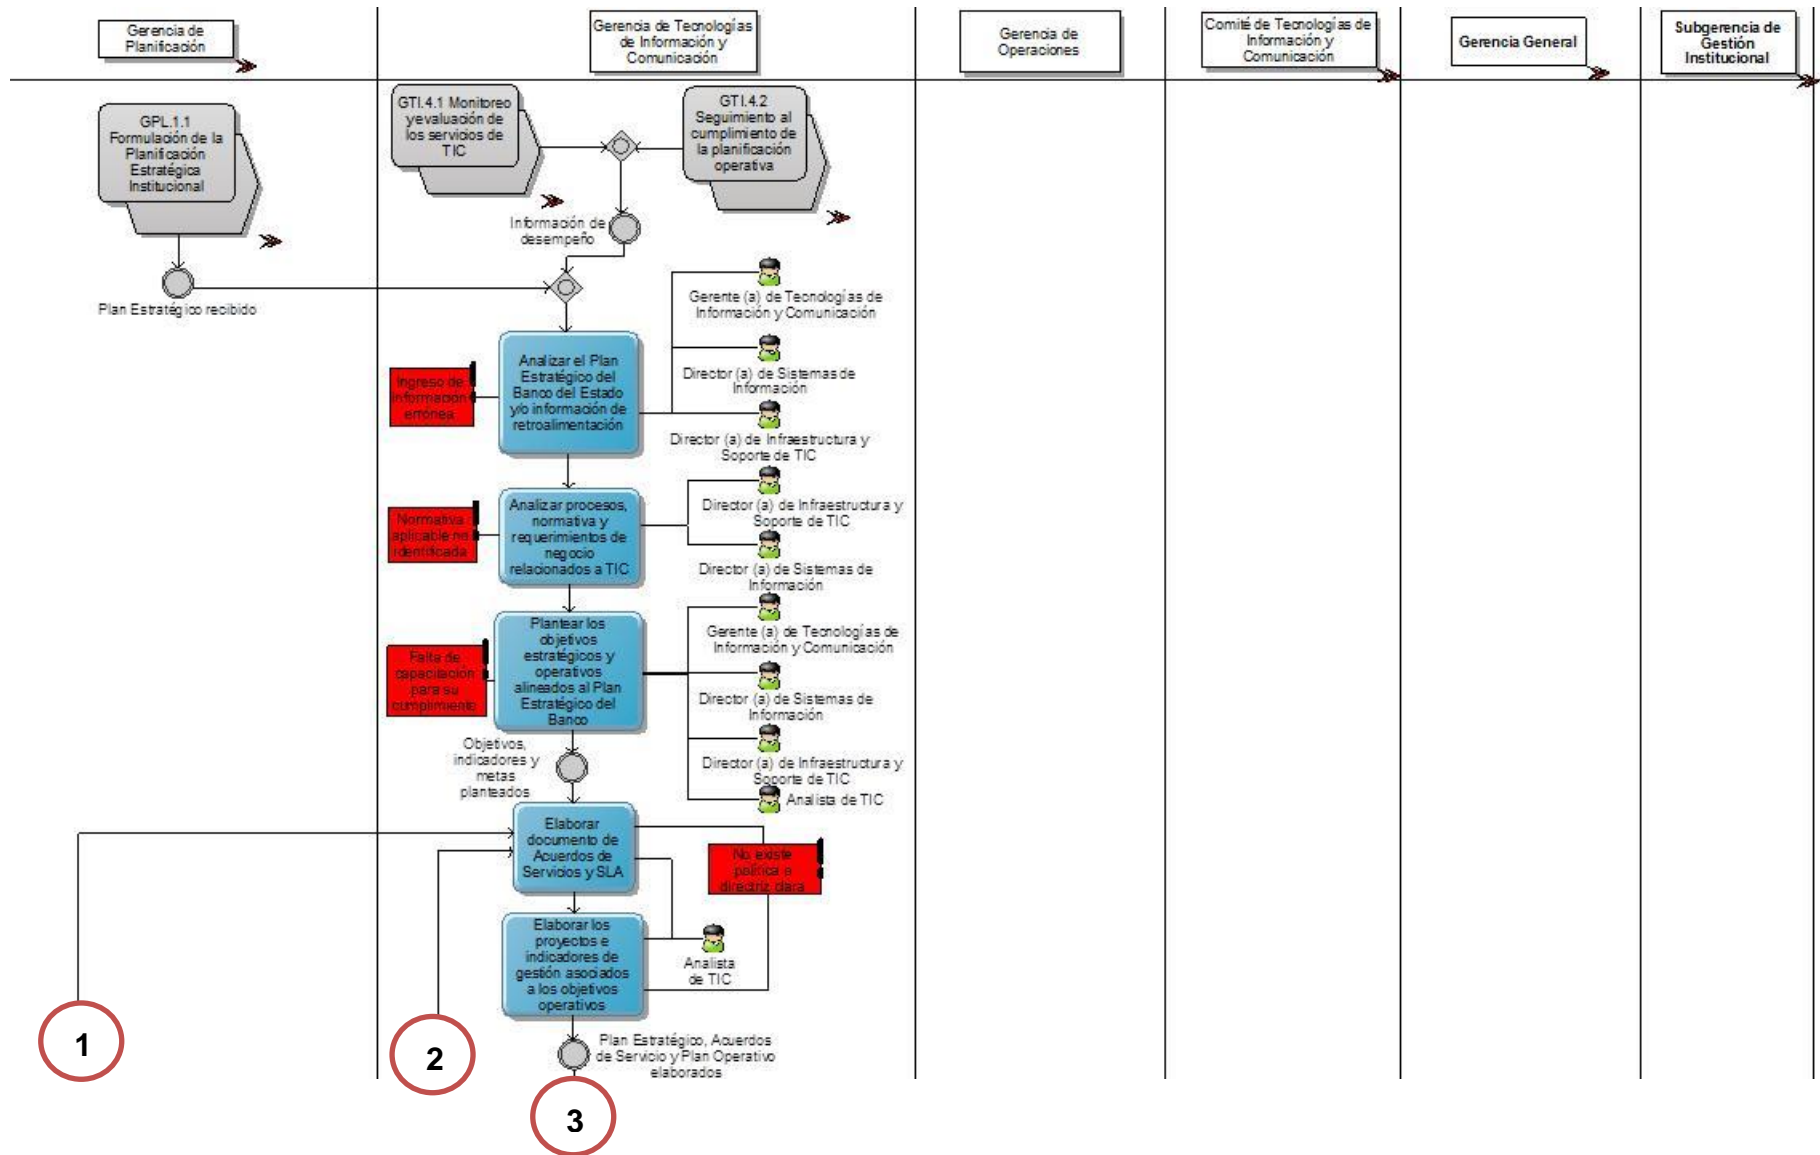 Gerencia de
Planificación
Gerencia de Tecnologías
de Información y
Comunicación
Gerencia de
Operaciones
Comité de Tecnologías de
Información y
Comunicación
Gerencia General
Subgerencia de
Gestión
Institucional
GPL.1.1
Formulación de la
Planificación
Estratégica
Institucional
GTI.4.1 Monitoreo
y evaluación de
los servicios de
TIC
GTI.4.2
Seguimiento al
cumplimiento de
la planificación
operativa
Información de
desempeño
Plan Estratégico recibido
Gerente (a) de Tecnologías de
Información y Comunicación
Director (a) de Sistemas de
Información
Director (a) de Infraestructura y
Soporte de TIC
Ingreso de
información
errónea
Analizar el Plan
Estratégico del
Banco del Estado
y/o información de
retroalimentación
Normativa
aplicable no
identificada
Analizar procesos,
normativa y
requerimientos de
negocio
relacionados a TIC
Director (a) de Infraestructura y
Soporte de TIC
Director (a) de Sistemas de
Información
Falta de
capacitación
para su
cumplimiento
Plantear los
objetivos
estratégicos y
operativos
alineados al Plan
Estratégico del
Banco
Gerente (a) de Tecnologías de
Información y Comunicación
Director (a) de Sistemas de
Información
Director (a) de Infraestructura y
Soporte de TIC
Analista de TIC
Objetivos,
indicadores y
metas
planteados
Elaborar
documento de
Acuerdos de
Servicios y SLA
No existe
política o
directriz clara
Elaborar los
proyectos e
indicadores de
gestión asociados
a los objetivos
operativos
Analista
de TIC
1
2
Plan Estratégico, Acuerdos
de Servicio y Plan Operativo
elaborados
3